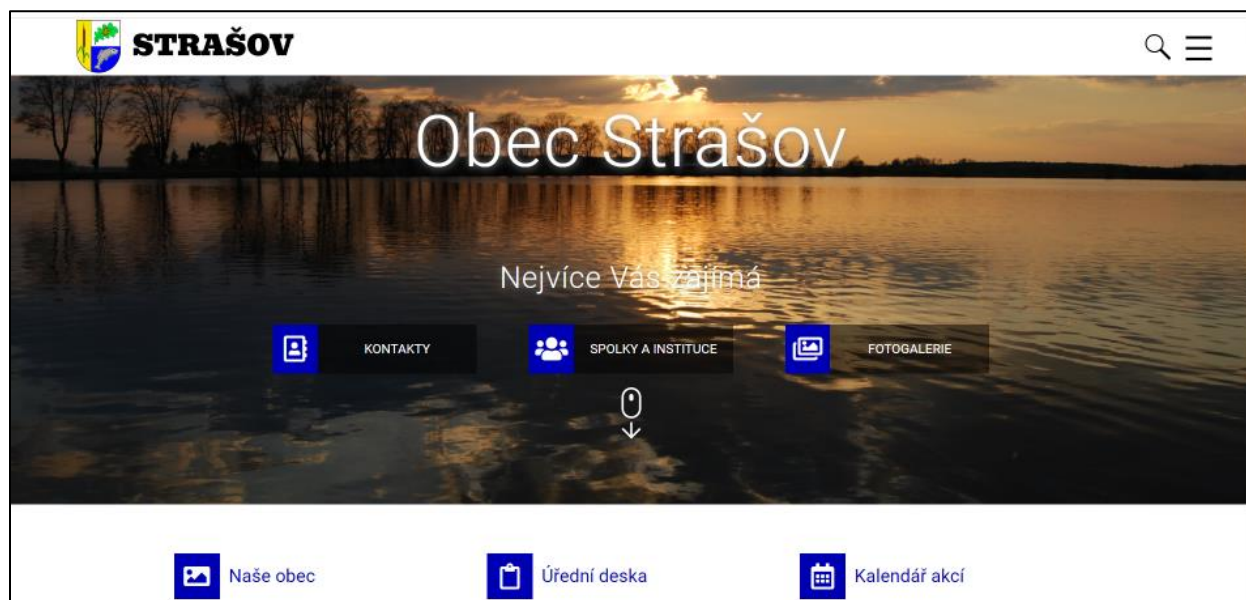 STRAŠOV
Obec Strašov
Nejvíce Vás zajímá
KONTAKTY
SPOLKY A INSTITUCE
FOTOGALERIE
Naše obec
Úřední deska
Kalendář akcí